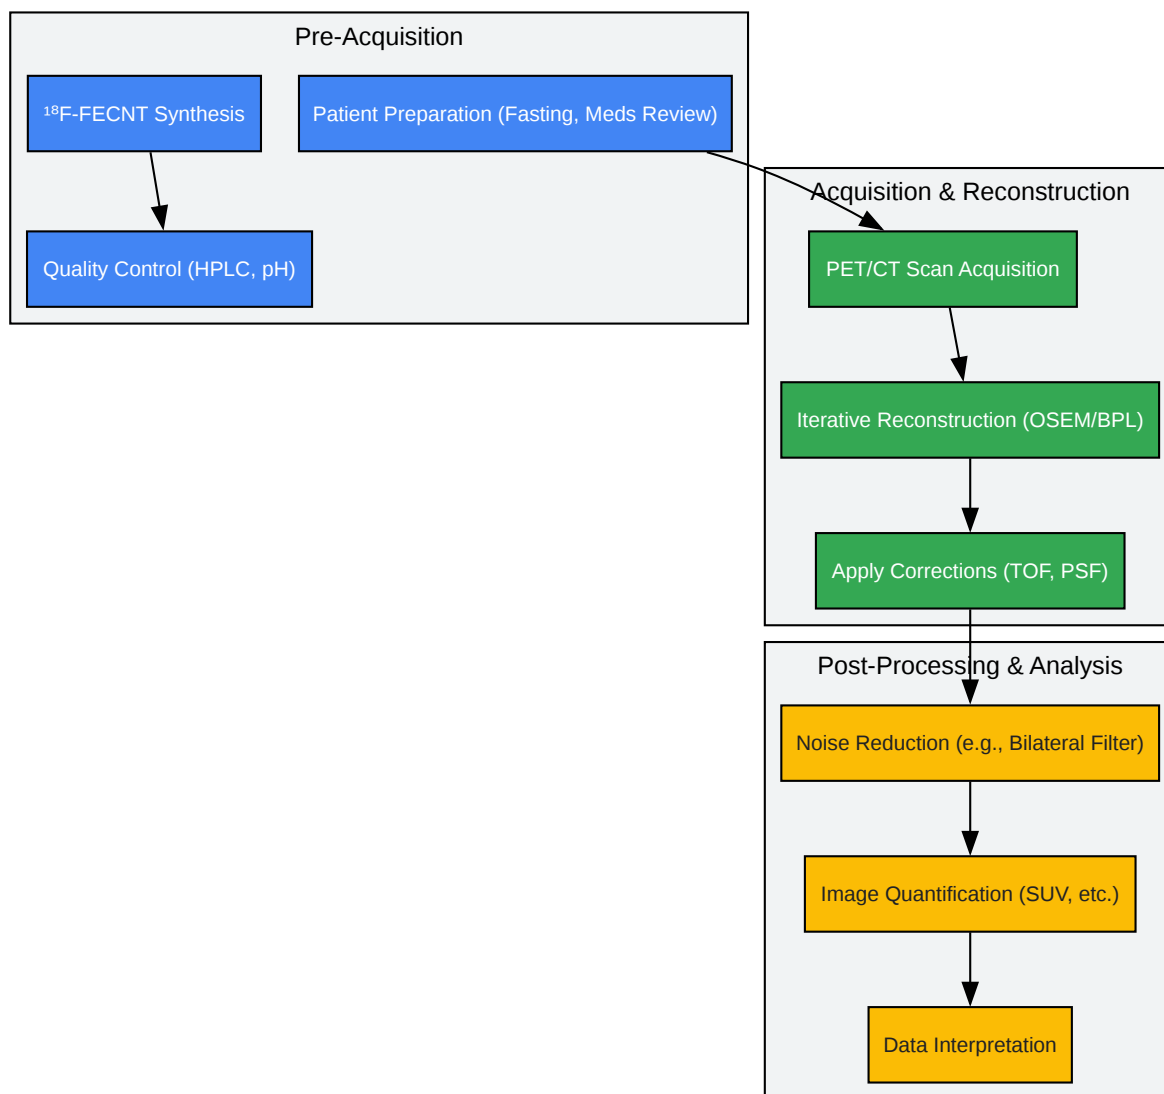 Pre-Acquisition
¹⁸F-FECNT Synthesis
Patient Preparation (Fasting, Meds Review)
Quality Control (HPLC, pH)
Acquisition & Reconstruction
PET/CT Scan Acquisition
Iterative Reconstruction (OSEM/BPL)
Apply Corrections (TOF, PSF)
Post-Processing & Analysis
Noise Reduction (e.g., Bilateral Filter)
Image Quantification (SUV, etc.)
Data Interpretation